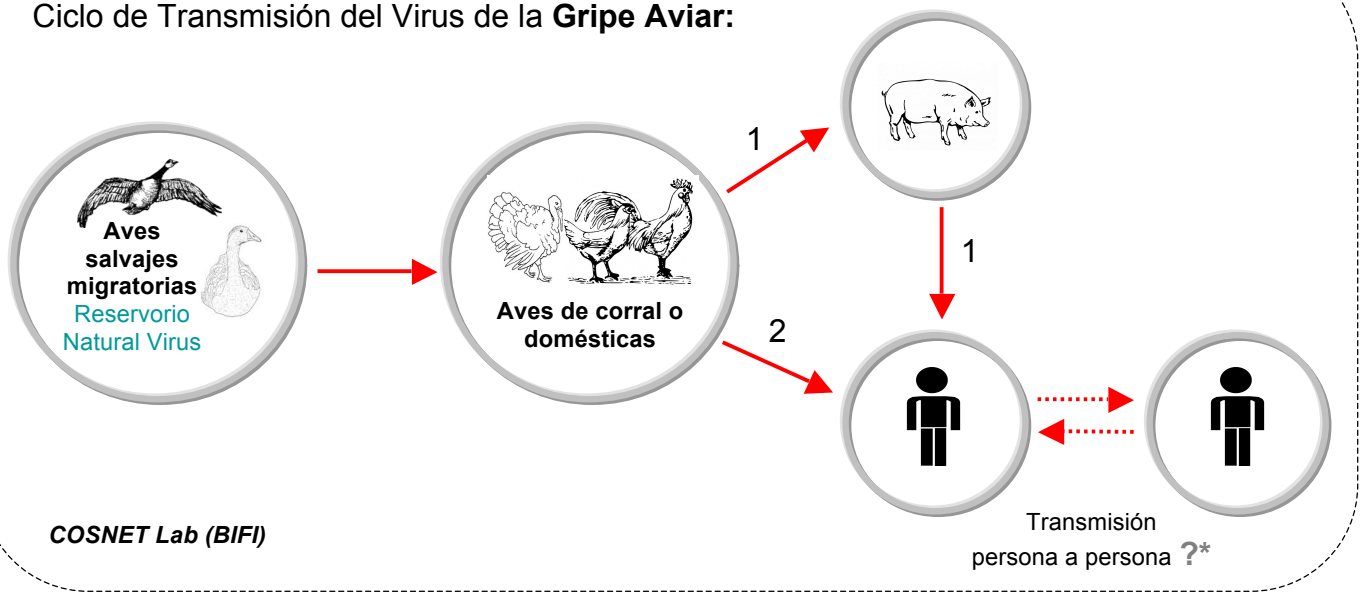 Ciclo de Transmisión del Virus de la Gripe Aviar:
1
Aves
salvajes
migratorias
Reservorio
Natural Virus
Aves de corral o
domésticas
1
2
COSNET Lab (BIFI)
Transmisión
persona a persona ?*